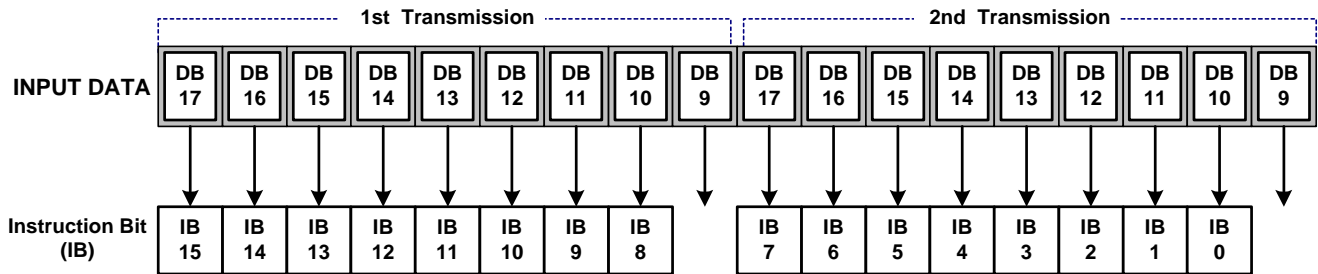 1st Transmission 2nd Transmission
INPUT DATA DB 17 DB 16 DB 15 DB 14 DB 13 DB 12 DB 11 DB 10 DB 9 DB 17 DB 16 DB 15 DB 14 DB 13 DB 12 DB 11 DB 10 DB 9
Instruction Bit (IB) IB 15 IB 14 IB 13 IB 12 IB 11 IB 10 IB 9 IB 8 IB 7 IB 6 IB 5 IB 4 IB 3 IB 2 IB 1 IB 0